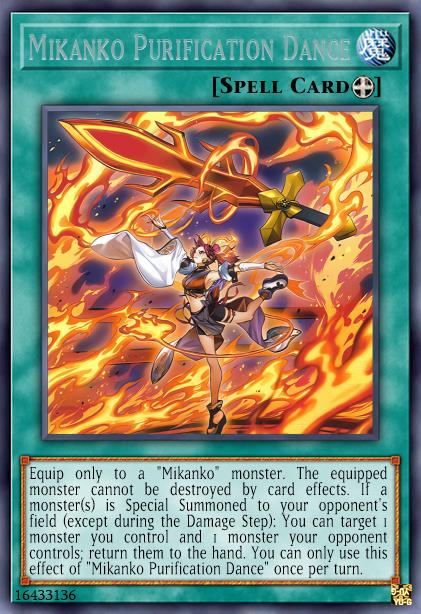 Mikanko Purification Dance
[Spell Card]
Equip only to a "Mikanko" monster. The equipped
monster cannot be destroyed by card effects. If a
monster(s) is Special Summoned to your opponent's
field (except during the Damage Step): You can target 1
monster you control and 1 monster your opponent
controls; return them to the hand. You can only use this
effect of "Mikanko Purification Dance" once per turn.
16433136